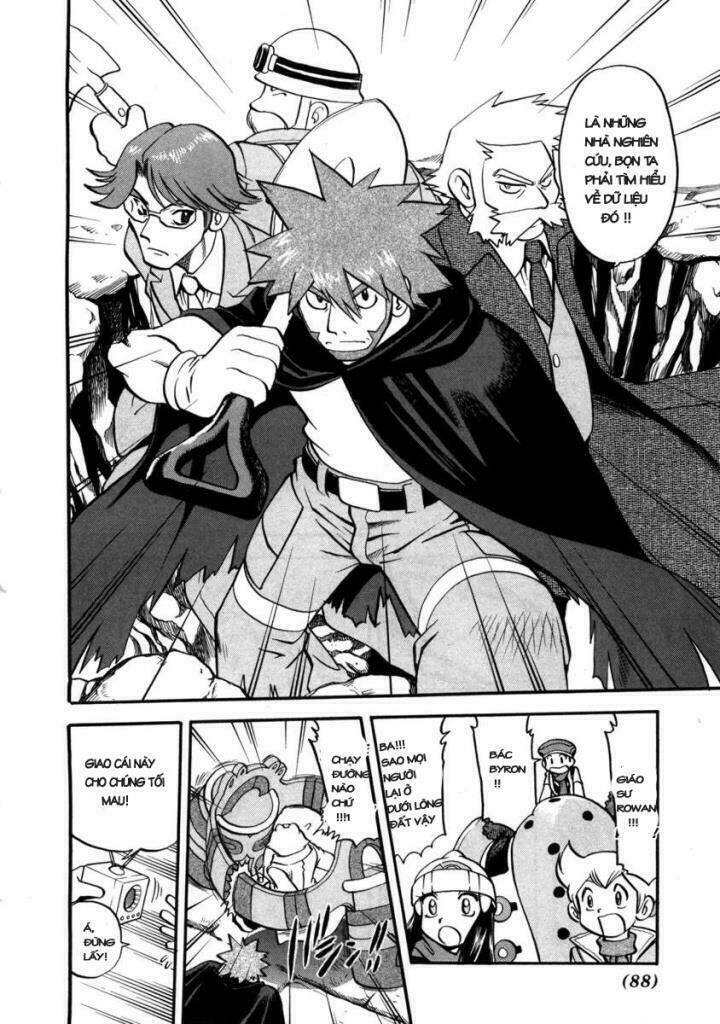 LÀ NHỮNG
NHÀ NGHIÊN
CỨU, BỌN TA
PHẢI TÌM HIỂU
VỀ DỮ LIỆU
ĐÓ !!
GIÁO
SƯ
ROWAN
!!!
BÁC
BYRON
!!
BA!!!
SAO MỌI
NGƯỜI
LẠI Ở
DƯỚI LÒNG
ĐẤT VẬY
CHẠY
ĐƯỜNG
NÀO
CHỨ
!!!1
GIAO CÁI NÀY
CHO CHÚNG TỐI
MAU!
Á,
ĐỪNG
LẤY!
(88)